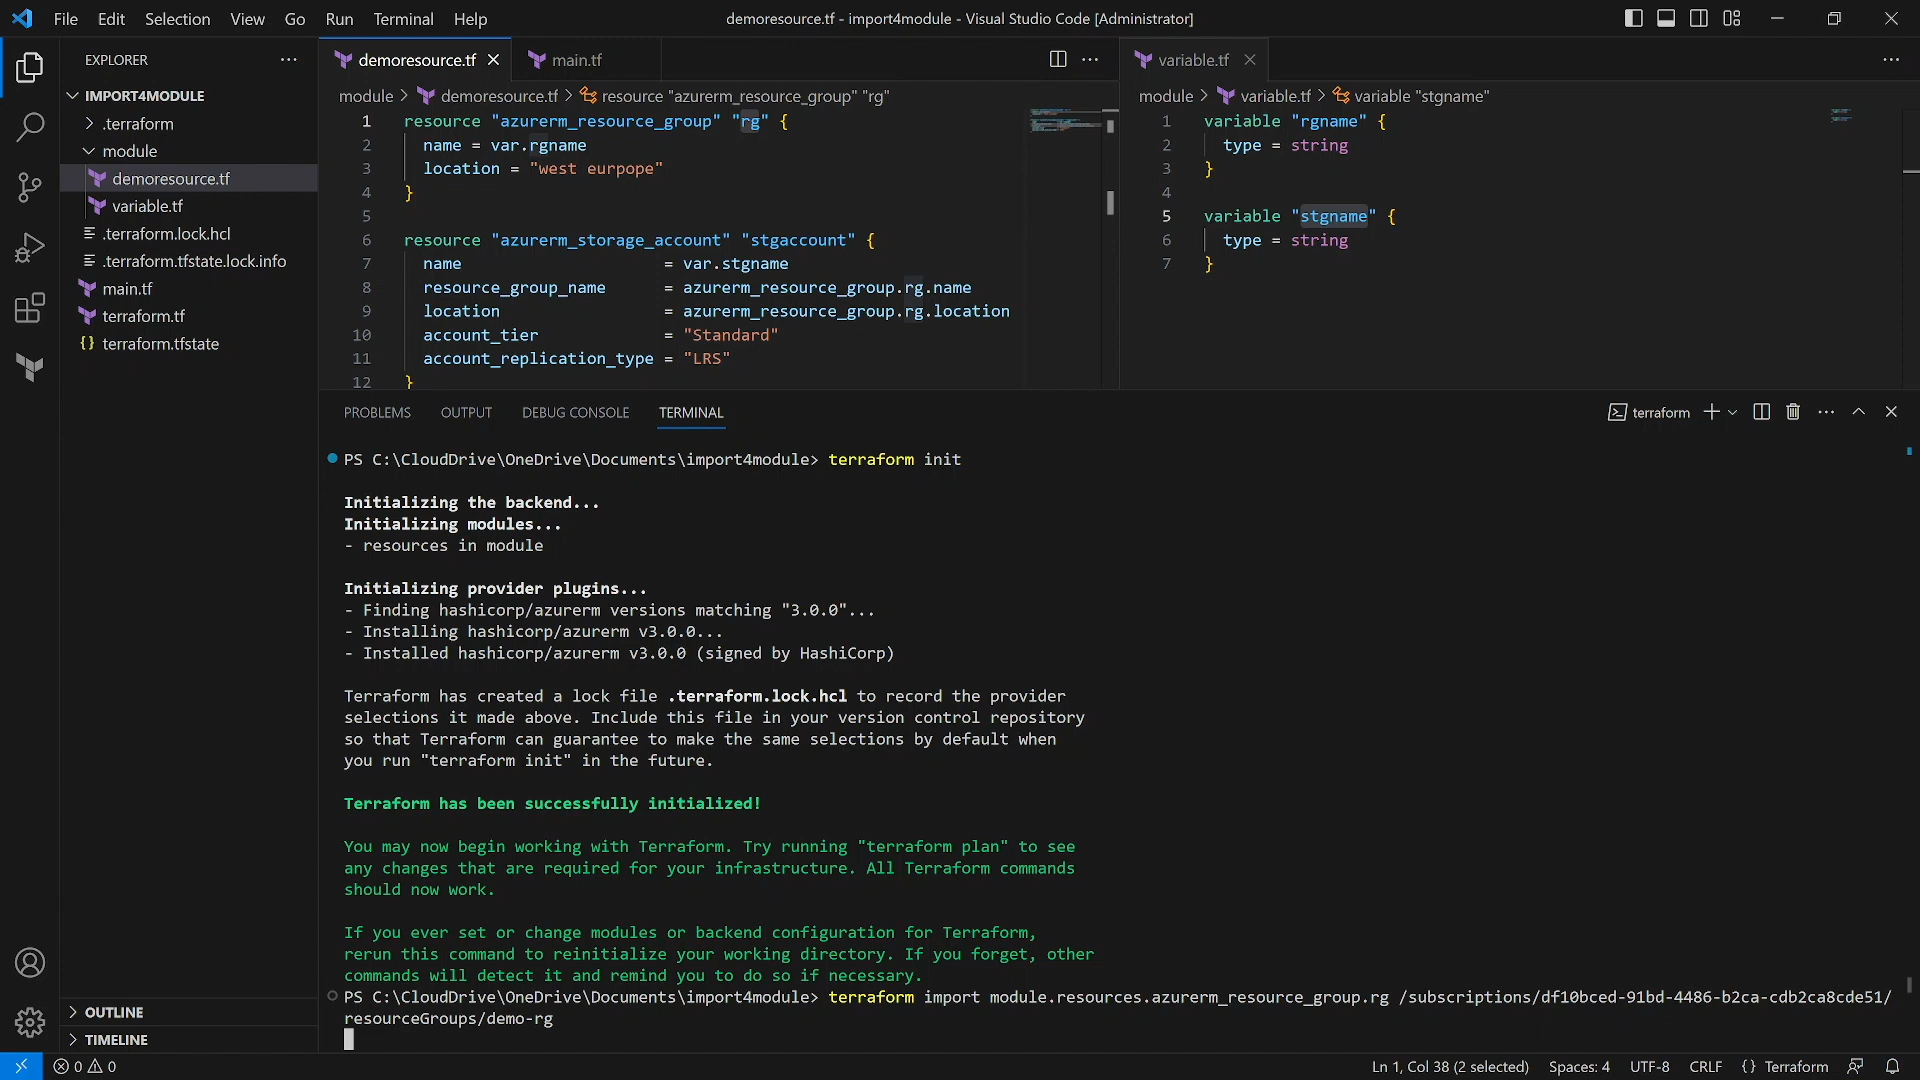 File Edit Selection View Go Run Terminal Help
demoresource.tf - import4module - Visual Studio Code [Administrator]
EXPLORER
IMPORT4MODULE
.terraform
module
demoresource.tf
variable.tf
.terraform.lock.hcl
.terraform.tfstate.lock.info
main.tf
terraform.tf
{} terraform.tfstate
OUTLINE
TIMELINE
demoresource.tf
main.tf
module > demoresource.tf > resource "azurerm_resource_group" "rg"
1 resource "azurerm_resource_group" "rg" {
2 name = var.rgname
3 location = "west eurpope"
4 }
5
6 resource "azurerm_storage_account" "stgaccount" {
7 name = var.stgname
8 resource_group_name = azurerm_resource_group.rg.name
9 location = azurerm_resource_group.rg.location
10 account_tier = "Standard"
11 account_replication_type = "LRS"
12 }
variable.tf
module > variable.tf > variable "stgname"
1 variable "rgname" {
2 type = string
3 }
4
5 variable "stgname" {
6 type = string
7 }
PROBLEMS OUTPUT DEBUG CONSOLE TERMINAL
terraform
PS C:\CloudDrive\OneDrive\Documents\import4module> terraform init
Initializing the backend...
Initializing modules...
- resources in module
Initializing provider plugins...
- Finding hashicorp/azurerm versions matching "3.0.0"...
- Installing hashicorp/azurerm v3.0.0...
- Installed hashicorp/azurerm v3.0.0 (signed by HashiCorp)
Terraform has created a lock file .terraform.lock.hcl to record the provider
selections it made above. Include this file in your version control repository
so that Terraform can guarantee to make the same selections by default when
you run "terraform init" in the future.
Terraform has been successfully initialized!
You may now begin working with Terraform. Try running "terraform plan" to see
any changes that are required for your infrastructure. All Terraform commands
should now work.
If you ever set or change modules or backend configuration for Terraform,
rerun this command to reinitialize your working directory. If you forget, other
commands will detect it and remind you to do so if necessary.
PS C:\CloudDrive\OneDrive\Documents\import4module> terraform import module.resources.azurerm_resource_group.rg /subscriptions/df10bced-91bd-4486-b2ca-cdb2ca8cde51/
resourceGroups/demo-rg
0 0
Ln 1, Col 38 (2 selected) Spaces: 4 UTF-8 CRLF {} Terraform